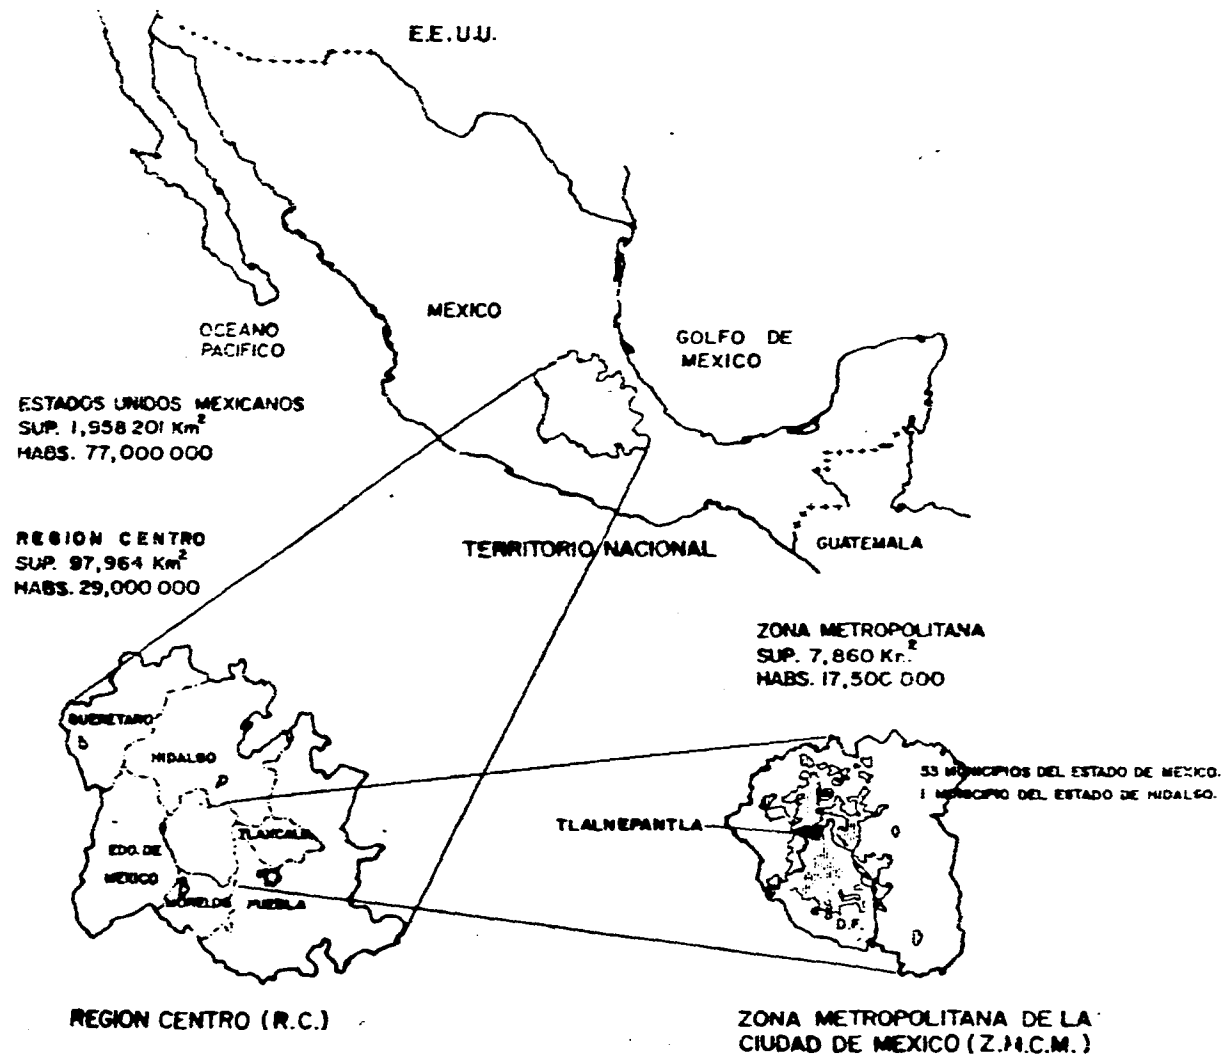 E.E.U.U.
MEXICO
OCEANO
PACIFICO
GOLFO DE
MEXICO
ESTADOS UNIDOS MEXICANOS
SUP. 1,958 201 Km²
HABS. 77,000 000
REGION CENTRO
SUP. 97,964 Km²
HABS. 29,000 000
TERRITORIO NACIONAL
GUATEMALA
ZONA METROPOLITANA
SUP. 7,860 Km²
HABS. 17,500 000
QUERETARO
HIDALGO
TLAXCALA
EDO. DE
MEXICO
MORELOS
PUEBLA
53 MUNICIPIOS DEL ESTADO DE MEXICO.
1 MUNICIPIO DEL ESTADO DE HIDALGO.
TLALNEPANTLA
D.F.
REGION CENTRO (R.C.)
ZONA METROPOLITANA DE LA
CIUDAD DE MEXICO (Z.M.C.M.)